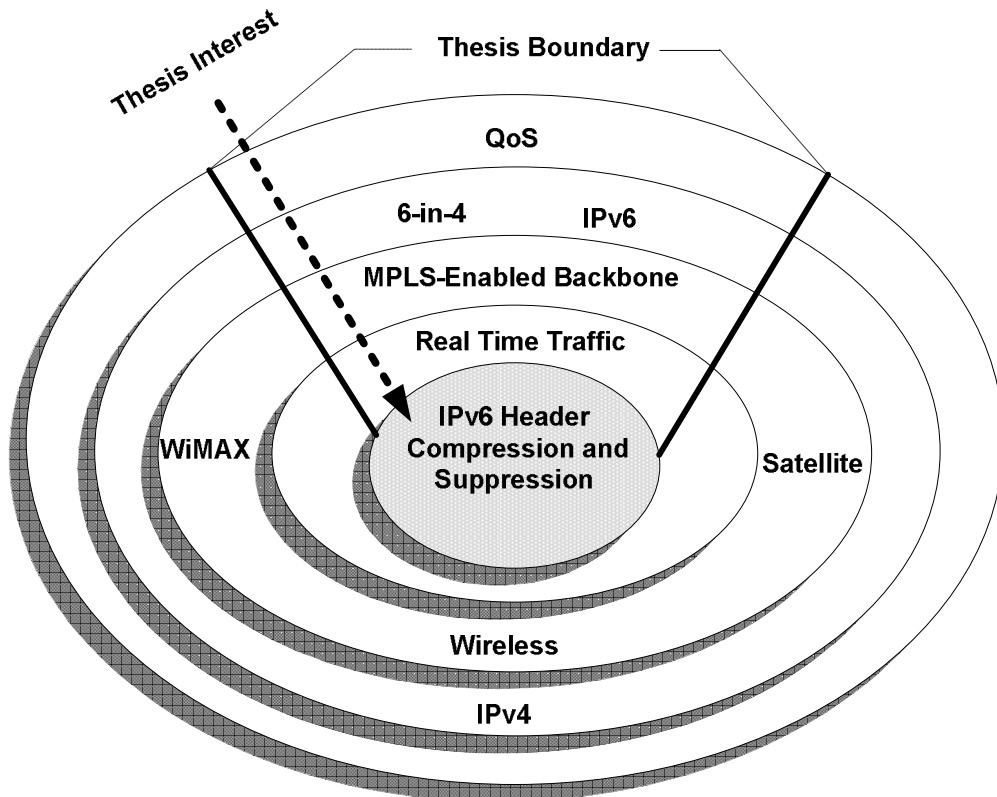 Thesis Interest
Thesis Boundary
QoS
6-in-4
IPv6
MPLS-Enabled Backbone
Real Time Traffic
IPv6 Header
Compression and
Suppression
WiMAX
Satellite
Wireless
IPv4